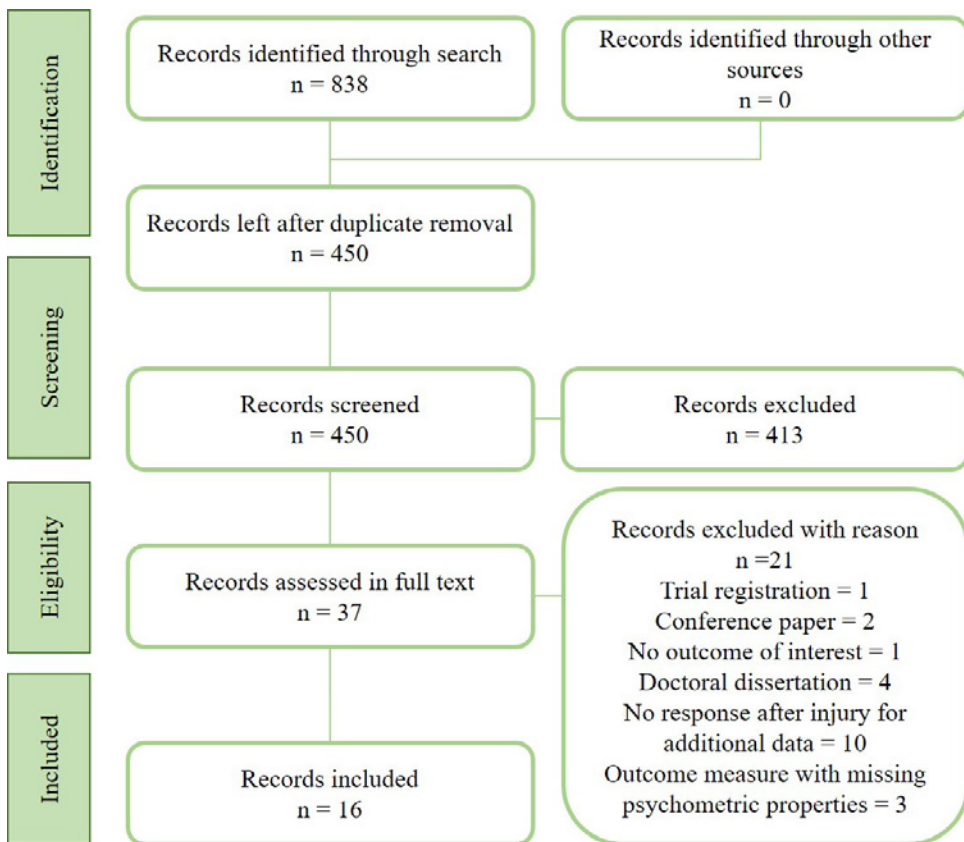 Identification
Records identified through search
n = 838
Records identified through other
sources
n = 0
Records left after duplicate removal
n = 450
Screening
Records screened
n = 450
Records excluded
n = 413
Eligibility
Records assessed in full text
n = 37
Records excluded with reason
n =21
Trial registration = 1
Conference paper = 2
No outcome of interest = 1
Doctoral dissertation = 4
No response after injury for
additional data = 10
Outcome measure with missing
psychometric properties = 3
Included
Records included
n = 16